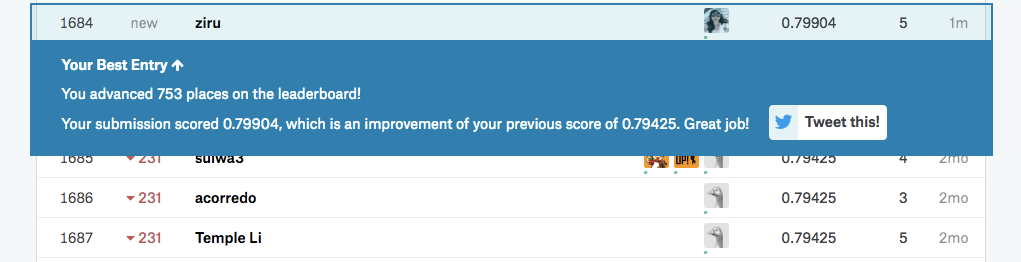 1684 new ziru 0.79904 5 1m
Your Best Entry ↑
You advanced 753 places on the leaderboard!
Your submission scored 0.79904, which is an improvement of your previous score of 0.79425. Great job! Tweet this!
1685 231 sulwa3 UP! 0.79425 4 2mo
1686 231 acorredo 0.79425 3 2mo
1687 231 Temple Li 0.79425 5 2mo